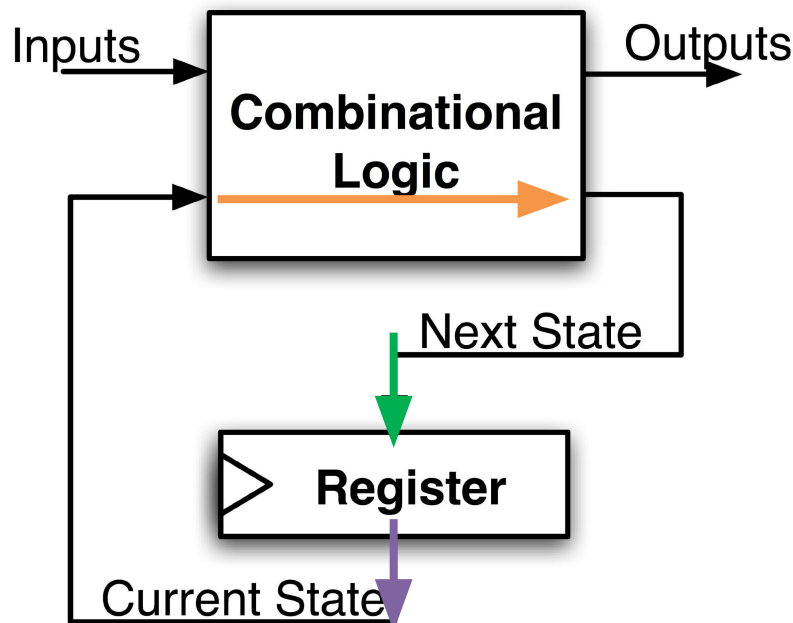 Inputs
Outputs
Combinational
Logic
Next State
Register
Current State